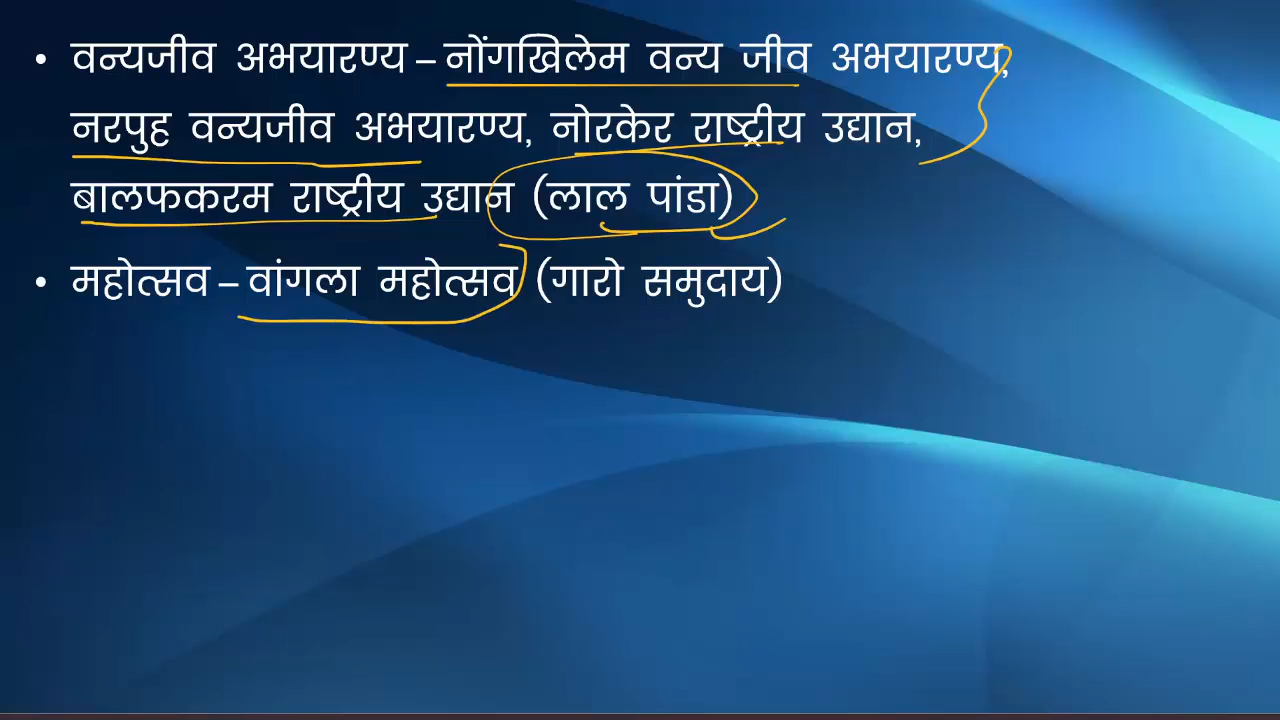 • वन्यजीव अभयारण्य – नोंगखिलेम वन्य जीव अभयारण्य,
नरपुह वन्यजीव अभयारण्य, नोरकेर राष्ट्रीय उद्यान,
बालफकरम राष्ट्रीय उद्यान (लाल पांडा)
• महोत्सव – वांगला महोत्सव (गारो समुदाय)